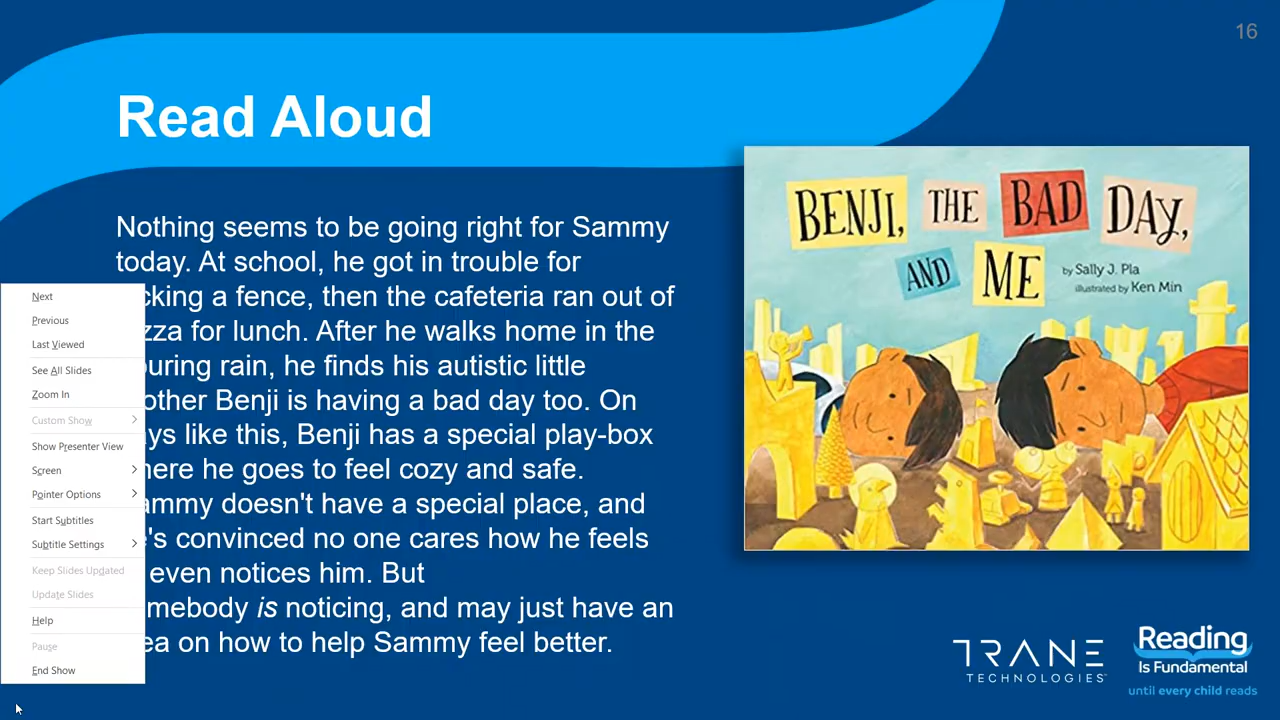 16
Read Aloud
Nothing seems to be going right for Sammy
today. At school, he got in trouble for
king a fence, then the cafeteria ran out of
zza for lunch. After he walks home in the
ouring rain, he finds his autistic little
other Benji is having a bad day too. On
ys like this, Benji has a special play-box
here he goes to feel cozy and safe.
ammy doesn't have a special place, and
's convinced no one cares how he feels
even notices him. But
mebody is noticing, and may just have an
ea on how to help Sammy feel better.
Next
Previous
Last Viewed
See All Slides
Zoom In
Custom Show
Show Presenter View
Screen
Pointer Options
Start Subtitles
Subtitle Settings
Keep Slides Updated
Update Slides
Help
Pause
End Show
BENJI, THE BAD DAY,
AND ME
by Sally J. Pla
illustrated by Ken Min
TRANE
TECHNOLOGIES
Reading
Is Fundamental
until every child reads